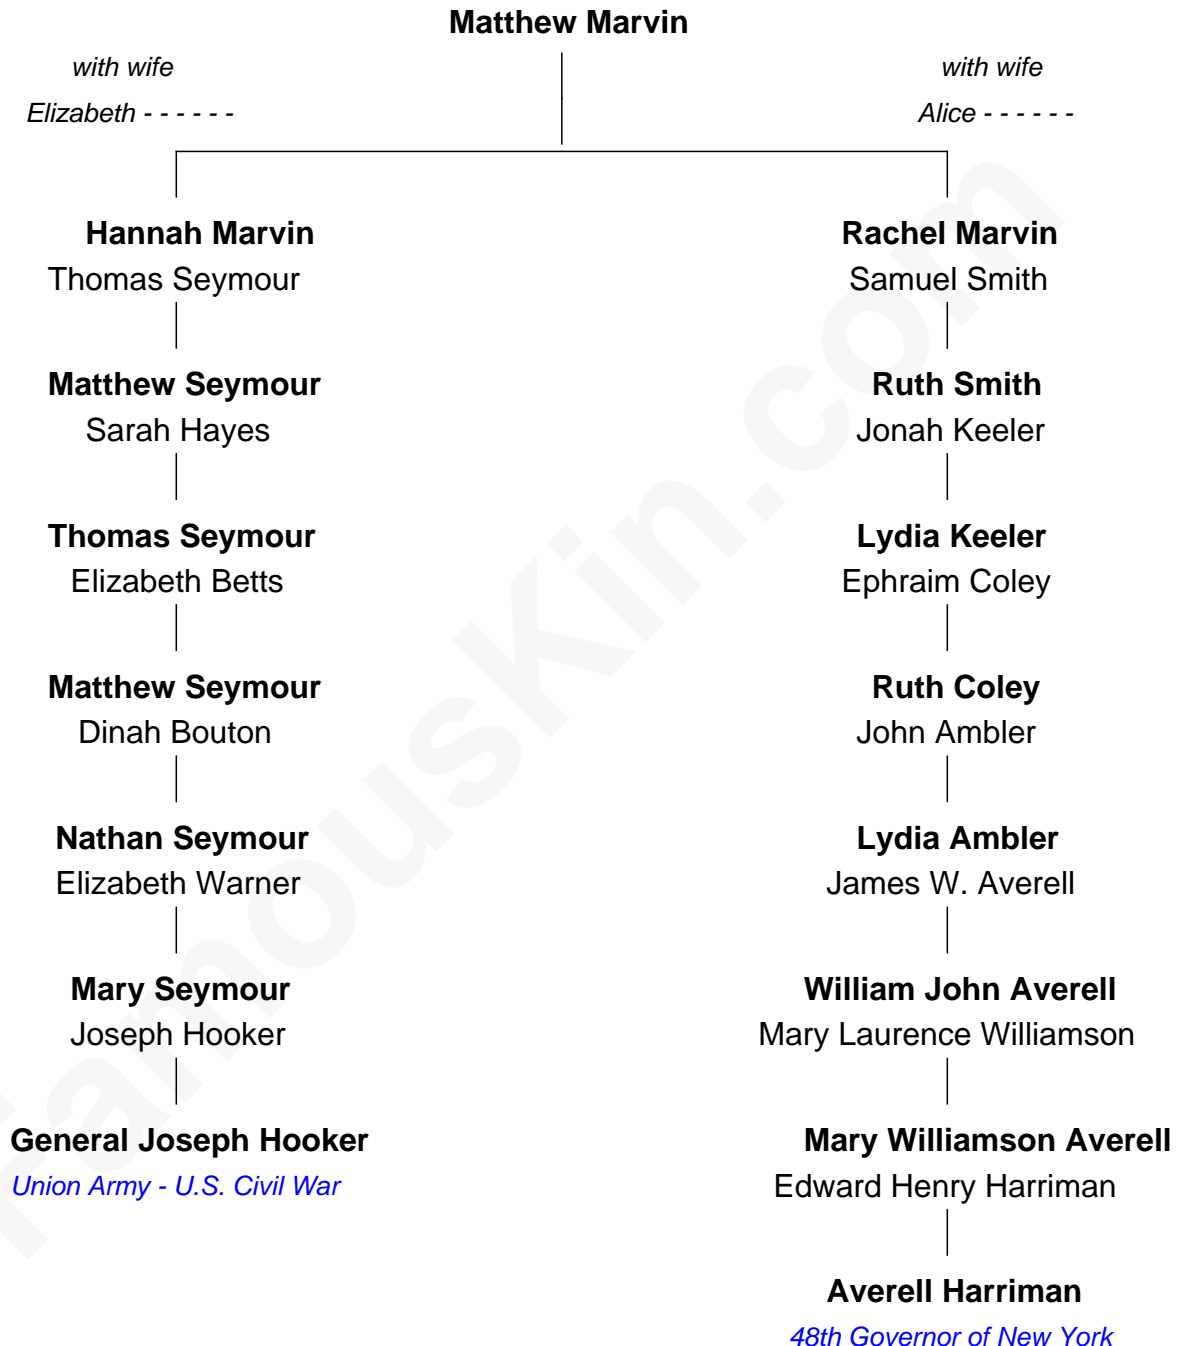 Matthew Marvin
with wife
Elizabeth - - - - - -
with wife
Alice - - - - - -
Hannah Marvin
Thomas Seymour
Rachel Marvin
Samuel Smith
Matthew Seymour
Sarah Hayes
Ruth Smith
Jonah Keeler
Thomas Seymour
Elizabeth Betts
Lydia Keeler
Ephraim Coley
Matthew Seymour
Dinah Bouton
Ruth Coley
John Ambler
Nathan Seymour
Elizabeth Warner
Lydia Ambler
James W. Averell
Mary Seymour
Joseph Hooker
William John Averell
Mary Laurence Williamson
General Joseph Hooker
Union Army - U.S. Civil War
Mary Williamson Averell
Edward Henry Harriman
Averell Harriman
48th Governor of New York
FamousKin.com